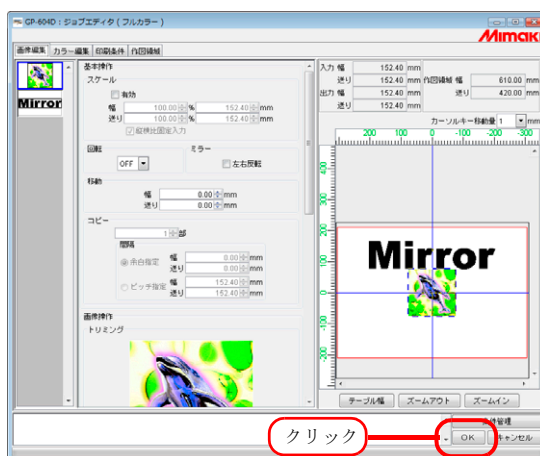 GP-604D : ジョブエディタ ( フルカラー )
Mimaki
画像編集 カラー編集 印刷条件 作図領域
Mirror
基本操作
スケール
有効
幅 100.00 % 152.40 mm
送り 100.00 % 152.40 mm
縦横比固定入力
回転
OFF
ミラー
左右反転
移動
幅 0.00 mm
送り 0.00 mm
コピー
1 部
間隔
余白指定 幅 0.00 mm
送り 0.00 mm
ピッチ指定 幅 152.40 mm
送り 152.40 mm
画像操作
トリミング
入力 幅 152.40 mm
送り 152.40 mm 作図領域 幅 610.00 mm
出力 幅 152.40 mm 送り 420.00 mm
送り 152.40 mm
カーソルキー移動量 1 mm
200 100 0 -100 -200 -300
300
200
100
0
-100
-200
Mirror
テーブル幅 ズームアウト ズームイン
件管理
クリック
OK キャンセル